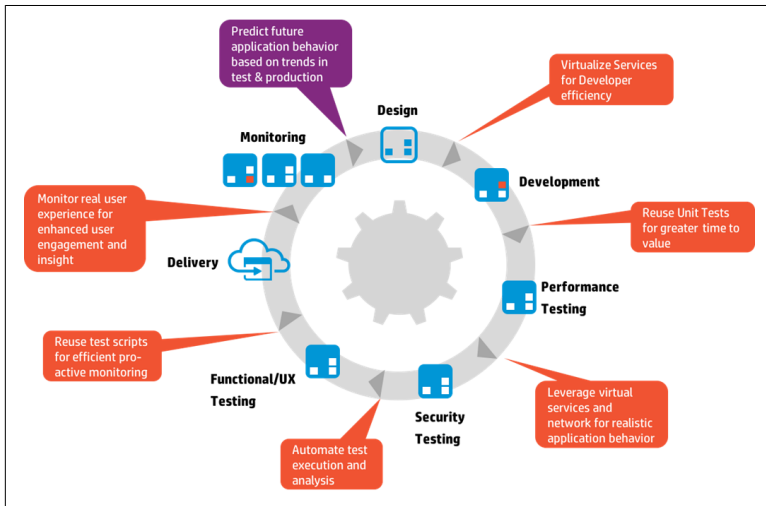 Predict future
application behavior
based on trends in
test & production
Virtualize Services
for Developer
efficiency
Design
Monitoring
Development
Monitor real user
experience for
enhanced user
engagement and
insight
Reuse Unit Tests
for greater time to
value
Delivery
Performance
Testing
Reuse test scripts
for efficient pro-
active monitoring
Functional/UX
Testing
Security
Testing
Leverage virtual
services and
network for realistic
application behavior
Automate test
execution and
analysis